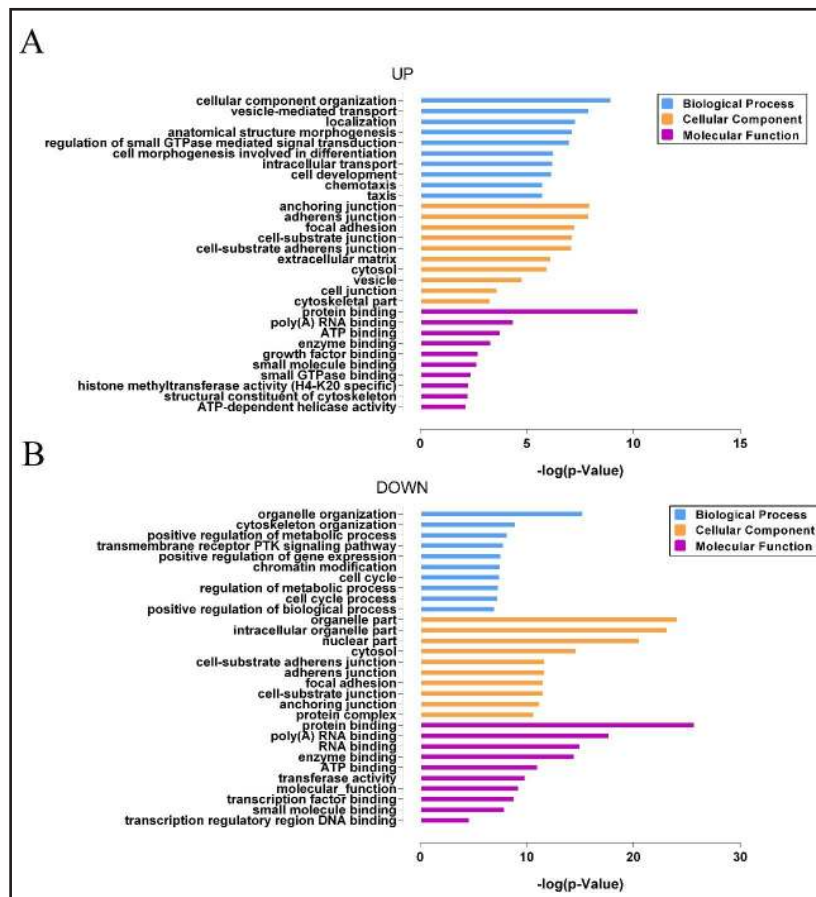 A
UP
cellular component organization
vesicle-mediated transport
localization
anatomical structure morphogenesis
regulation of small GTPase mediated signal transduction
cell morphogenesis involved in differentiation
intracellular transport
cell development
chemotaxis
taxis
anchoring junction
adherens junction
focal adhesion
cell-substrate junction
cell-substrate adherens junction
extracellular matrix
cytosol
vesicle
cell junction
cytoskeletal part
protein binding
poly(A) RNA binding
ATP binding
enzyme binding
growth factor binding
small molecule binding
small GTPase binding
histone methyltransferase activity (H4-K20 specific)
structural constituent of cytoskeleton
ATP-dependent helicase activity
Biological Process
Cellular Component
Molecular Function
0 5 10 15
-log(p-Value)
B
DOWN
organelle organization
cytoskeleton organization
positive regulation of metabolic process
transmembrane receptor PTK signaling pathway
positive regulation of gene expression
chromatin modification
cell cycle
regulation of metabolic process
cell cycle process
positive regulation of biological process
organelle part
intracellular organelle part
nuclear part
cytosol
cell-substrate adherens junction
adherens junction
focal adhesion
cell-substrate junction
anchoring junction
protein complex
protein binding
poly(A) RNA binding
RNA binding
enzyme binding
ATP binding
transferase activity
molecular_function
transcription factor binding
small molecule binding
transcription regulatory region DNA binding
Biological Process
Cellular Component
Molecular Function
0 10 20 30
-log(p-Value)